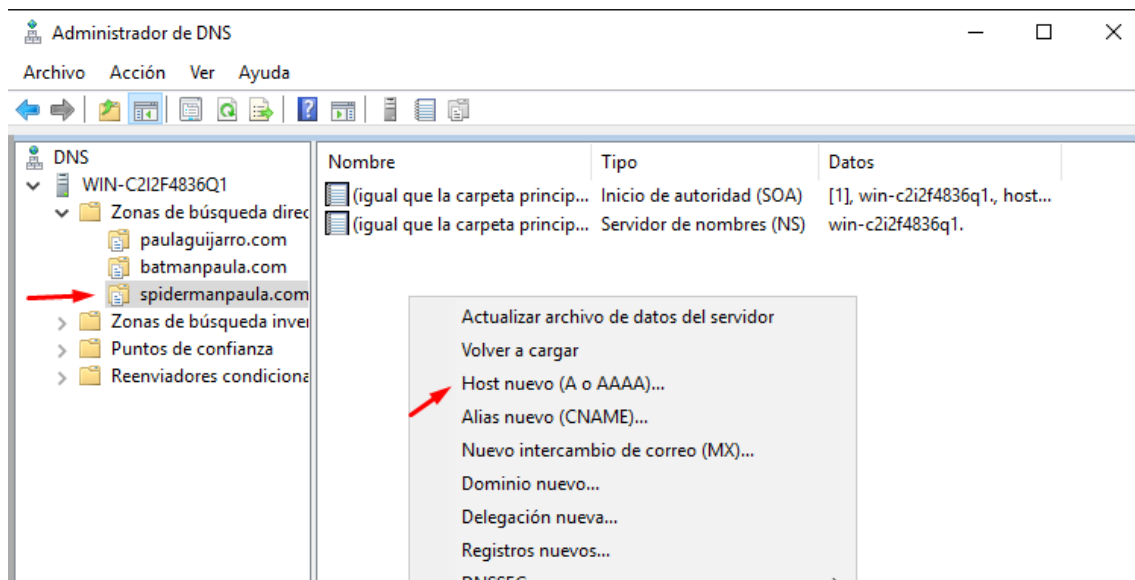 Administrador de DNS
Archivo Acción Ver Ayuda
DNS
WIN-C2I2F4836Q1
Zonas de búsqueda direc
paulaguijarro.com
batmanpaula.com
spidermanpaula.com
Zonas de búsqueda inver
Puntos de confianza
Reenviadores condiciona
Nombre Tipo Datos
(igual que la carpeta princip... Inicio de autoridad (SOA) [1], win-c2i2f4836q1., host...
(igual que la carpeta princip... Servidor de nombres (NS) win-c2i2f4836q1.
Actualizar archivo de datos del servidor
Volver a cargar
Host nuevo (A o AAAA)...
Alias nuevo (CNAME)...
Nuevo intercambio de correo (MX)...
Dominio nuevo...
Delegación nueva...
Registros nuevos...
DNSSEC